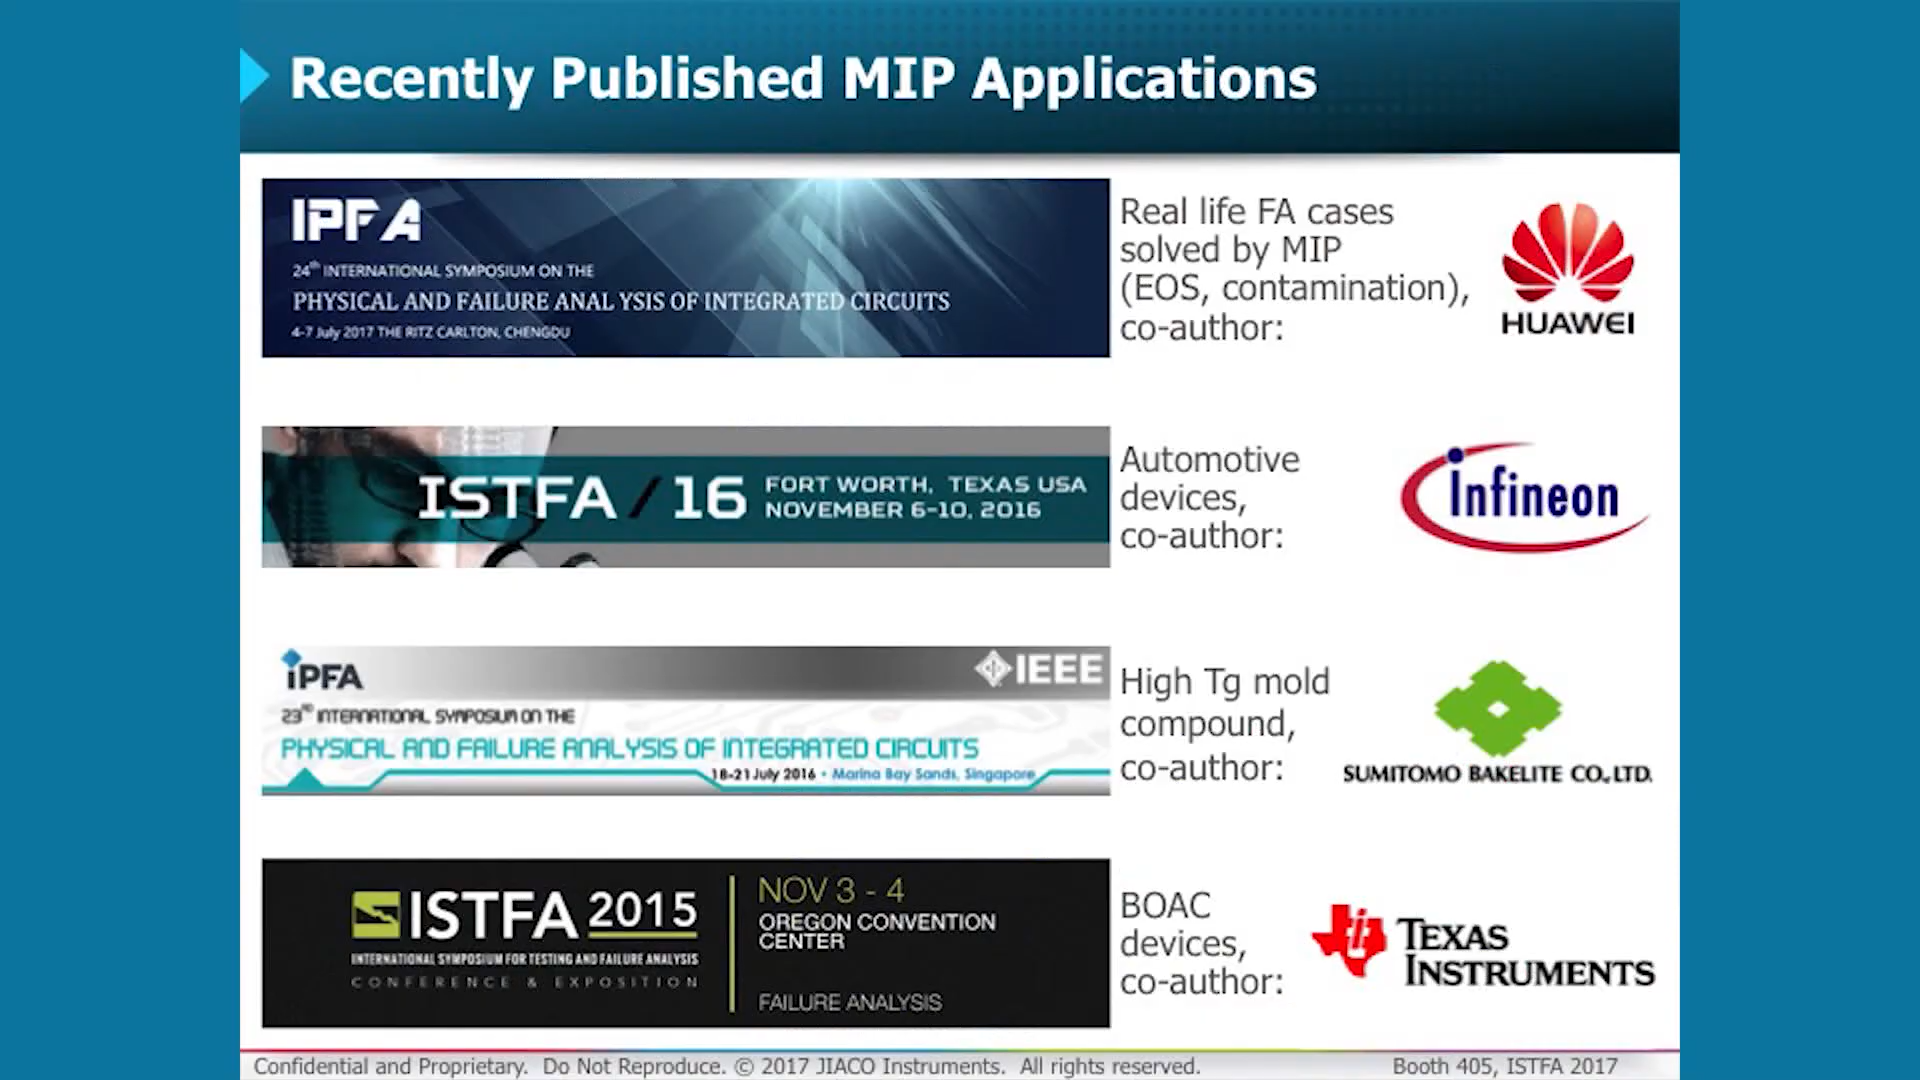 Recently Published MIP Applications
IPFA
24th INTERNATIONAL SYMPOSIUM ON THE
PHYSICAL AND FAILURE ANALYSIS OF INTEGRATED CIRCUITS
4-7 July 2017 THE RITZ CARLTON, CHENGDU
Real life FA cases
solved by MIP
(EOS, contamination),
co-author:
HUAWEI
ISTFA / 16
FORT WORTH, TEXAS USA
NOVEMBER 6-10, 2016
Automotive
devices,
co-author:
infineon
iPFA
IEEE
23RD INTERNATIONAL SYMPOSIUM ON THE
PHYSICAL AND FAILURE ANALYSIS OF INTEGRATED CIRCUITS
18-21 July 2016 • Marina Bay Sands, Singapore
High Tg mold
compound,
co-author:
SUMITOMO BAKELITE CO.,LTD.
ISTFA 2015
INTERNATIONAL SYMPOSIUM FOR TESTING AND FAILURE ANALYSIS
CONFERENCE & EXPOSITION
NOV 3 - 4
OREGON CONVENTION
CENTER
FAILURE ANALYSIS
BOAC
devices,
co-author:
TEXAS
INSTRUMENTS
Confidential and Proprietary. Do Not Reproduce. © 2017 JIACO Instruments. All rights reserved.
Booth 405, ISTFA 2017